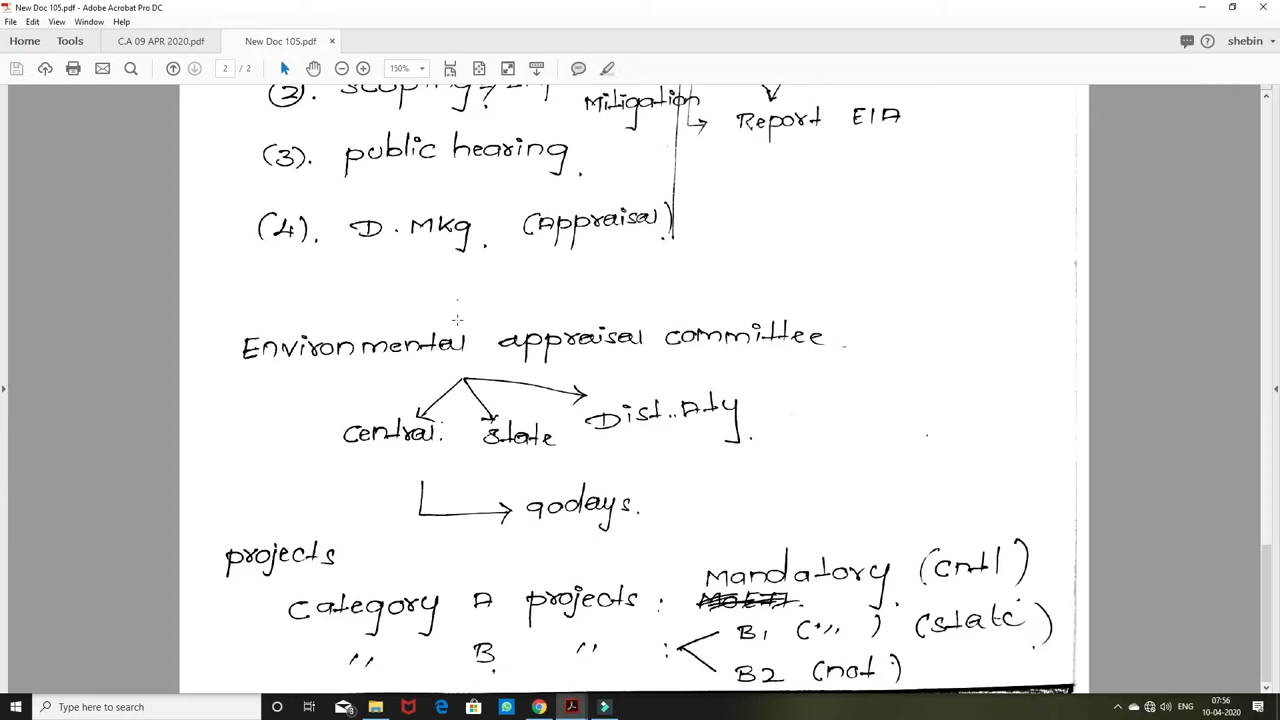 New Doc 105.pdf - Adobe Acrobat Pro DC
File Edit View Window Help
Home Tools C.A 09 APR 2020.pdf New Doc 105.pdf × shebin
2 / 2 150%
(2). scoping
Mitigation
Report EIA
(3). public hearing.
(4). D. Mkg. (Appraisal)
Environmental appraisal committee.
central. state Dist..Aty.
90days.
projects
category A projects : Mandatory (cntl)
,, B ,, : B1 (",, ) (state)
B2 (not)
Type here to search
07:56
10-04-2020